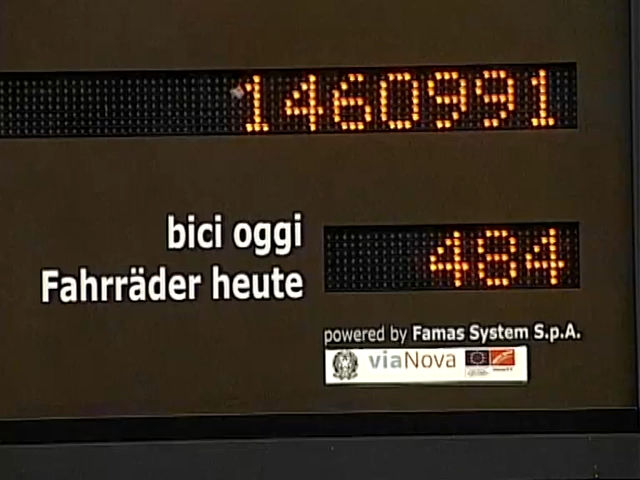 1460991
bici oggi
Fahrräder heute
484
powered by Famas System S.p.A.
viaNova